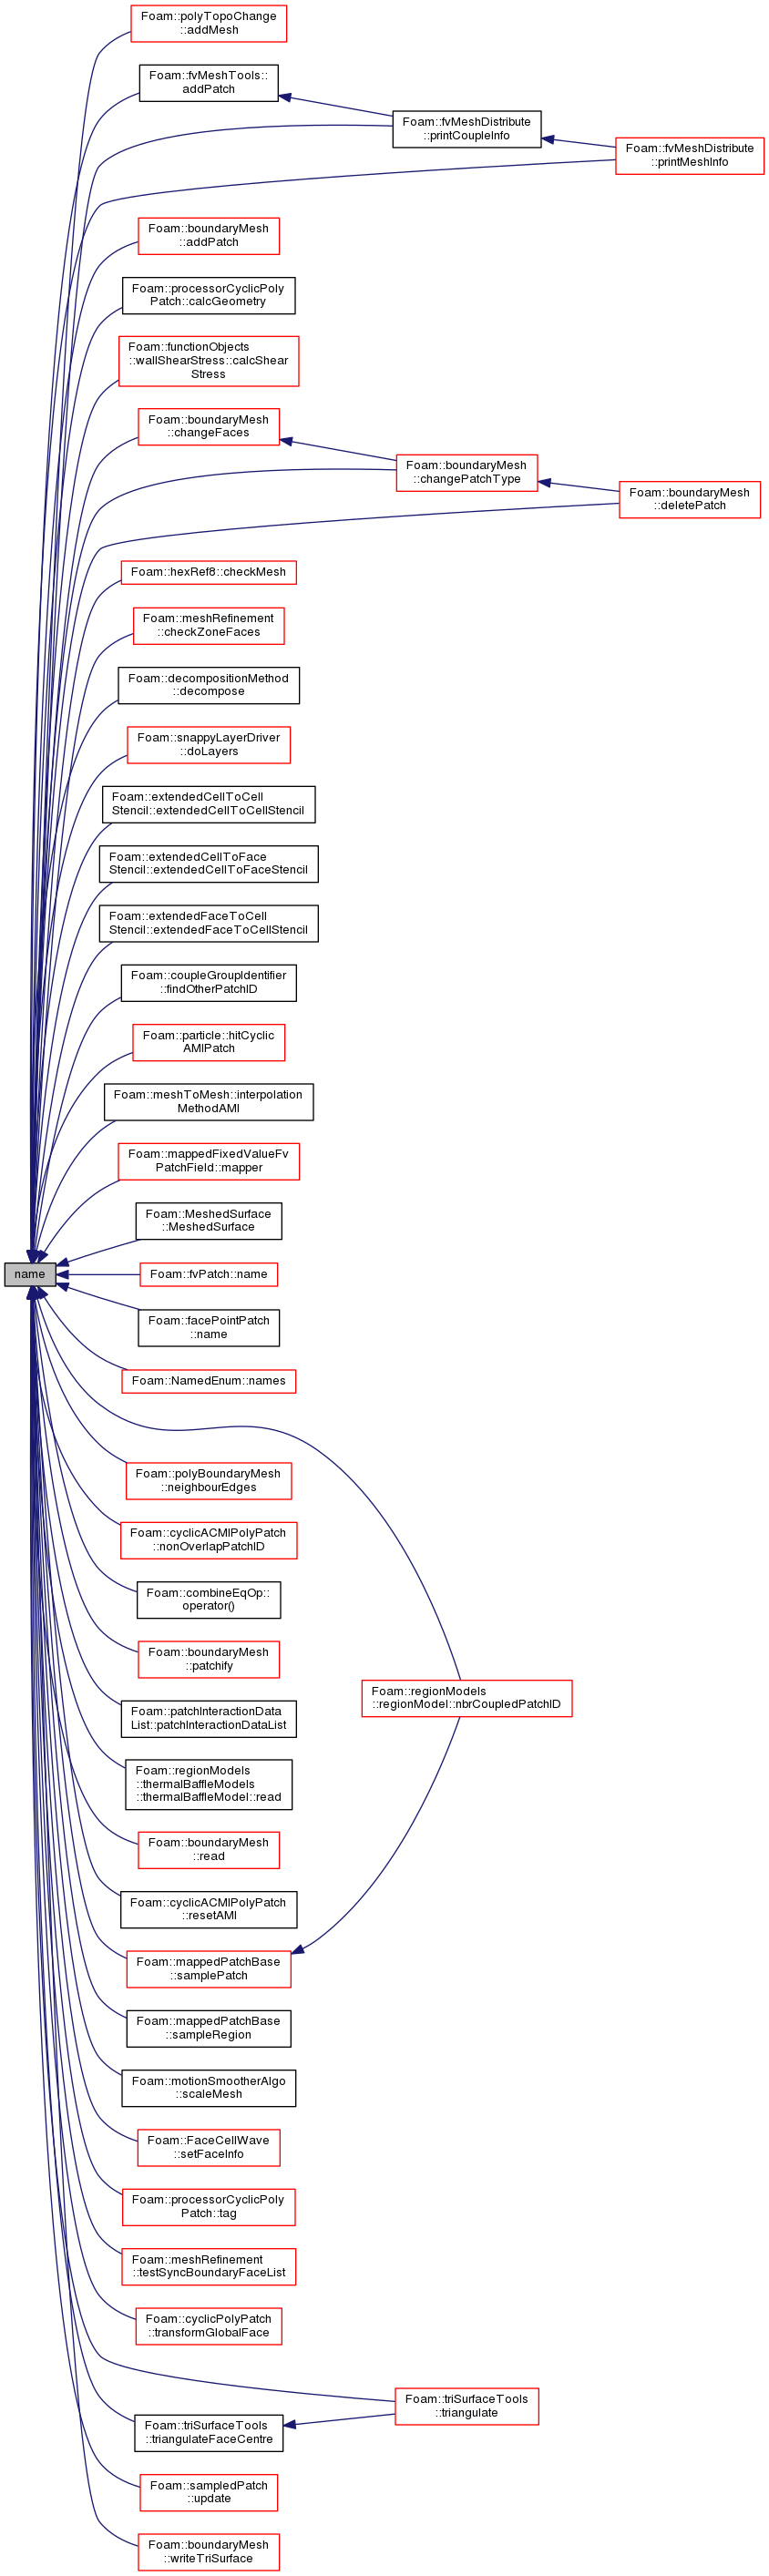 Foam::polyTopoChange
::addMesh
Foam::fvMeshTools::
addPatch
Foam::fvMeshDistribute
::printCoupleInfo
Foam::fvMeshDistribute
::printMeshInfo
Foam::boundaryMesh
::addPatch
Foam::processorCyclicPoly
Patch::calcGeometry
Foam::functionObjects
::wallShearStress::calcShear
Stress
Foam::boundaryMesh
::changeFaces
Foam::boundaryMesh
::changePatchType
Foam::boundaryMesh
::deletePatch
Foam::hexRef8::checkMesh
Foam::meshRefinement
::checkZoneFaces
Foam::decompositionMethod
::decompose
Foam::snappyLayerDriver
::doLayers
Foam::extendedCellToCell
Stencil::extendedCellToCellStencil
Foam::extendedCellToFace
Stencil::extendedCellToFaceStencil
Foam::extendedFaceToCell
Stencil::extendedFaceToCellStencil
Foam::coupleGroupIdentifier
::findOtherPatchID
Foam::particle::hitCyclic
AMIPatch
Foam::meshToMesh::interpolation
MethodAMI
Foam::mappedFixedValueFv
PatchField::mapper
Foam::MeshedSurface
::MeshedSurface
name
Foam::fvPatch::name
Foam::facePointPatch
::name
Foam::NamedEnum::names
Foam::polyBoundaryMesh
::neighbourEdges
Foam::cyclicACMIPolyPatch
::nonOverlapPatchID
Foam::combineEqOp::
operator()
Foam::boundaryMesh
::patchify
Foam::regionModels
::regionModel::nbrCoupledPatchID
Foam::patchInteractionData
List::patchInteractionDataList
Foam::regionModels
::thermalBaffleModels
::thermalBaffleModel::read
Foam::boundaryMesh
::read
Foam::cyclicACMIPolyPatch
::resetAMI
Foam::mappedPatchBase
::samplePatch
Foam::mappedPatchBase
::sampleRegion
Foam::motionSmootherAlgo
::scaleMesh
Foam::FaceCellWave
::setFaceInfo
Foam::processorCyclicPoly
Patch::tag
Foam::meshRefinement
::testSyncBoundaryFaceList
Foam::cyclicPolyPatch
::transformGlobalFace
Foam::triSurfaceTools
::triangulate
Foam::triSurfaceTools
::triangulateFaceCentre
Foam::sampledPatch
::update
Foam::boundaryMesh
::writeTriSurface